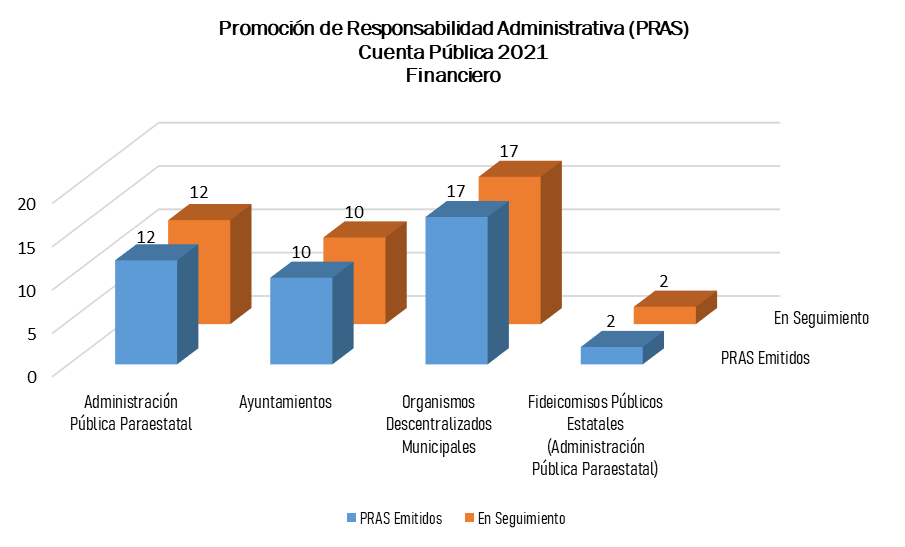 Promoción de Responsabilidad Administrativa (PRAS)
Cuenta Pública 2021
Financiero
20
15
10
5
0
12
12
10
10
17
17
2
2
En Seguimiento
PRAS Emitidos
Administración
Pública Paraestatal
Ayuntamientos
Organismos
Descentralizados
Municipales
Fideicomisos Públicos
Estatales
(Administración
Pública Paraestatal)
PRAS Emitidos
En Seguimiento